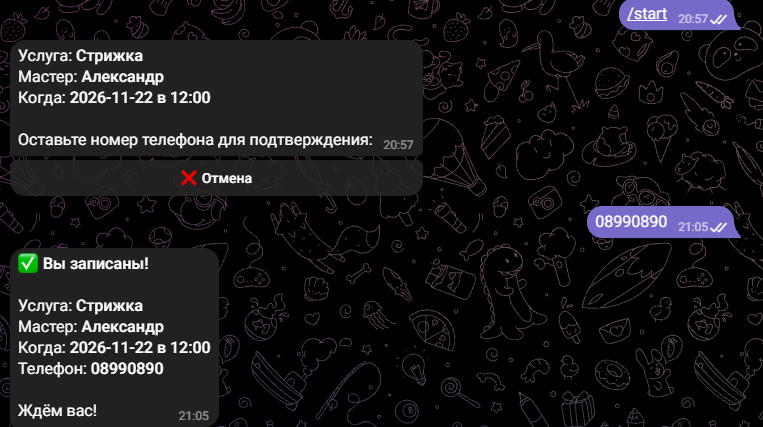 /start 20:57
Услуга: Стрижка
Мастер: Александр
Когда: 2026-11-22 в 12:00
Оставьте номер телефона для подтверждения: 20:57
❌ Отмена
08990890 21:05
✅ Вы записаны!
Услуга: Стрижка
Мастер: Александр
Когда: 2026-11-22 в 12:00
Телефон: 08990890
Ждём вас! 21:05